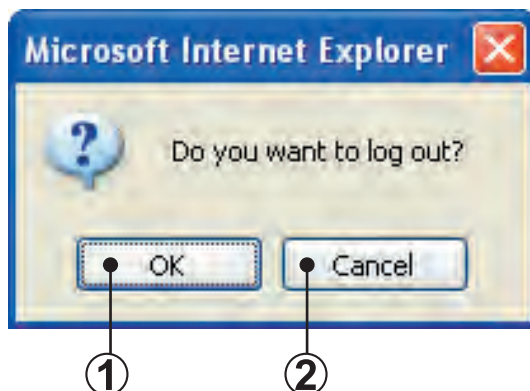 Microsoft Internet Explorer
?
Do you want to log out?
OK Cancel
1 2